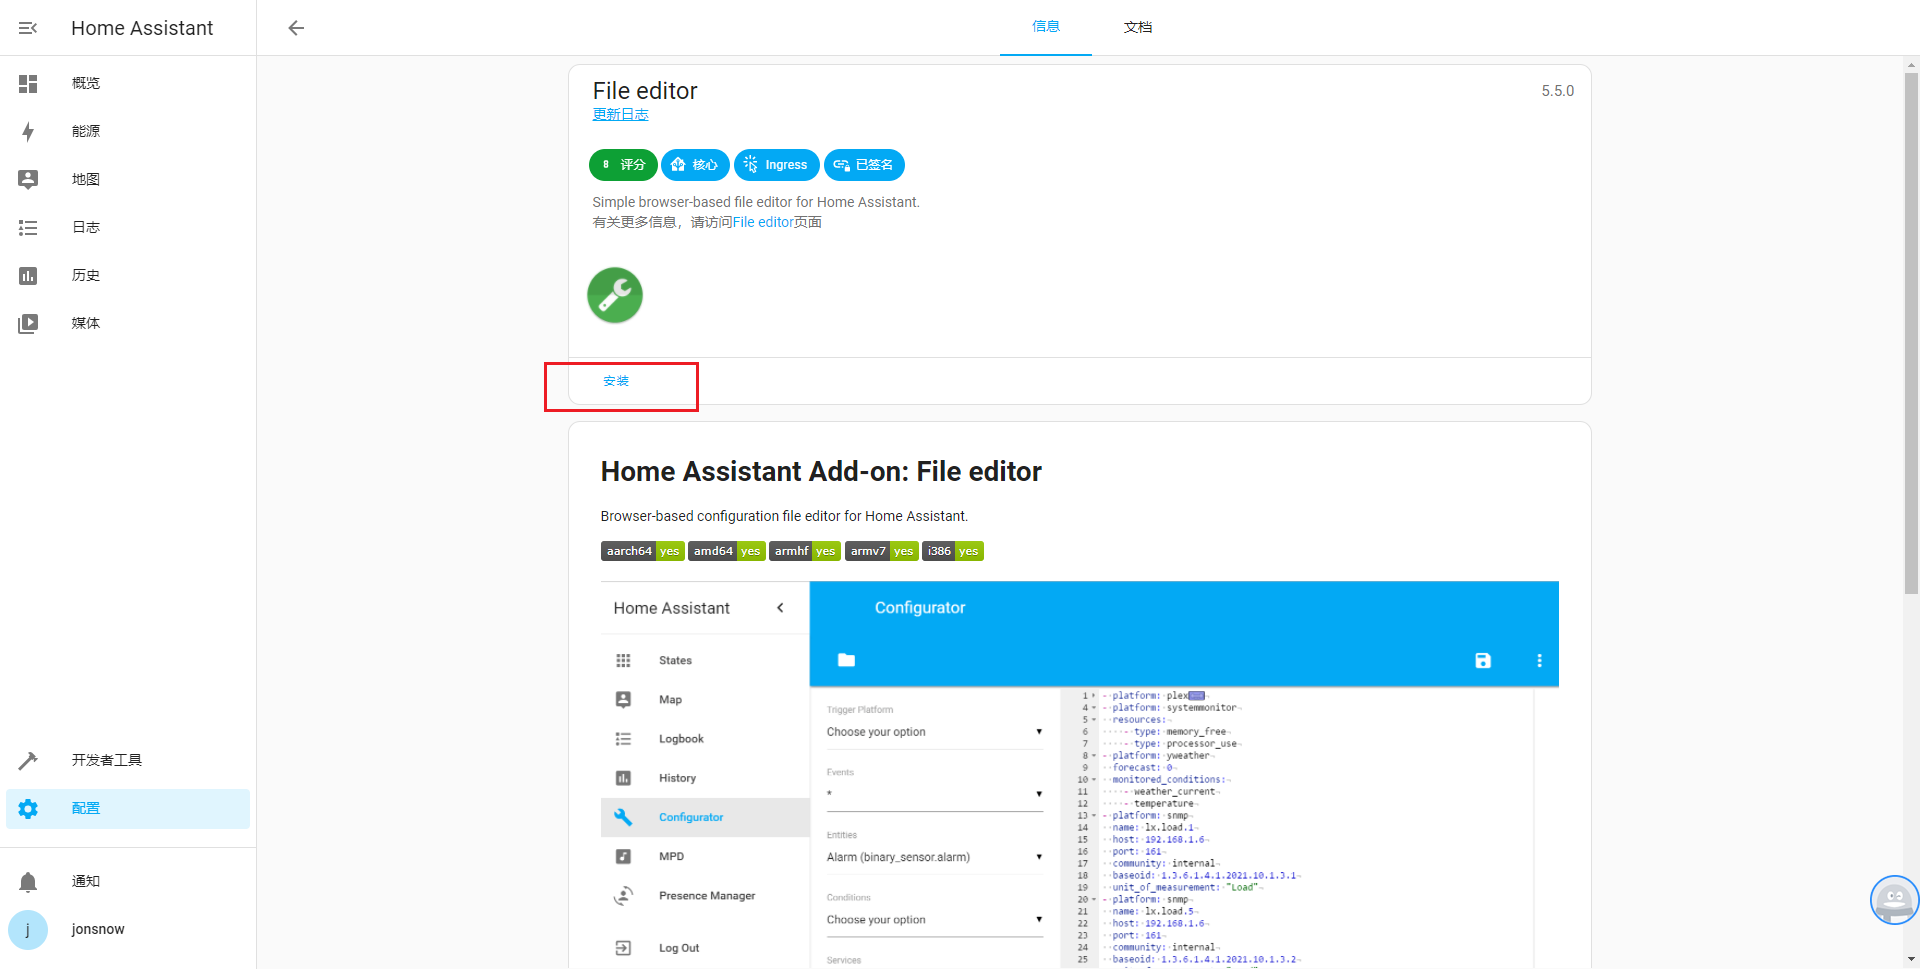 Home Assistant
信息
文档
概览
能源
地图
日志
历史
媒体
开发者工具
配置
通知
j
jonsnow
File editor
5.5.0
更新日志
8 评分
核心
Ingress
已签名
Simple browser-based file editor for Home Assistant.
有关更多信息，请访问File editor页面
安装
Home Assistant Add-on: File editor
Browser-based configuration file editor for Home Assistant.
aarch64 yes
amd64 yes
armhf yes
armv7 yes
i386 yes
Home Assistant
Configurator
States
Map
Logbook
History
Configurator
MPD
Presence Manager
Log Out
Trigger Platform
Choose your option
Events
*
Entities
Alarm (binary_sensor.alarm)
Conditions
Choose your option
Services
1 - platform: plex
4 - platform: systemmonitor
5 resources:
6 - type: memory_free
7 - type: processor_use
8 - platform: yweather
9 forecast: 0
10 monitored_conditions:
11 - weather_current
12 - temperature
13 - platform: snmp
14 name: lx.load.1
15 host: 192.168.1.6
16 port: 161
17 community: internal
18 baseoid: 1.3.6.1.4.1.2021.10.1.3.1
19 unit_of_measurement: "Load"
20 - platform: snmp
21 name: lx.load.5
22 host: 192.168.1.6
23 port: 161
24 community: internal
25 baseoid: 1.3.6.1.4.1.2021.10.1.3.2